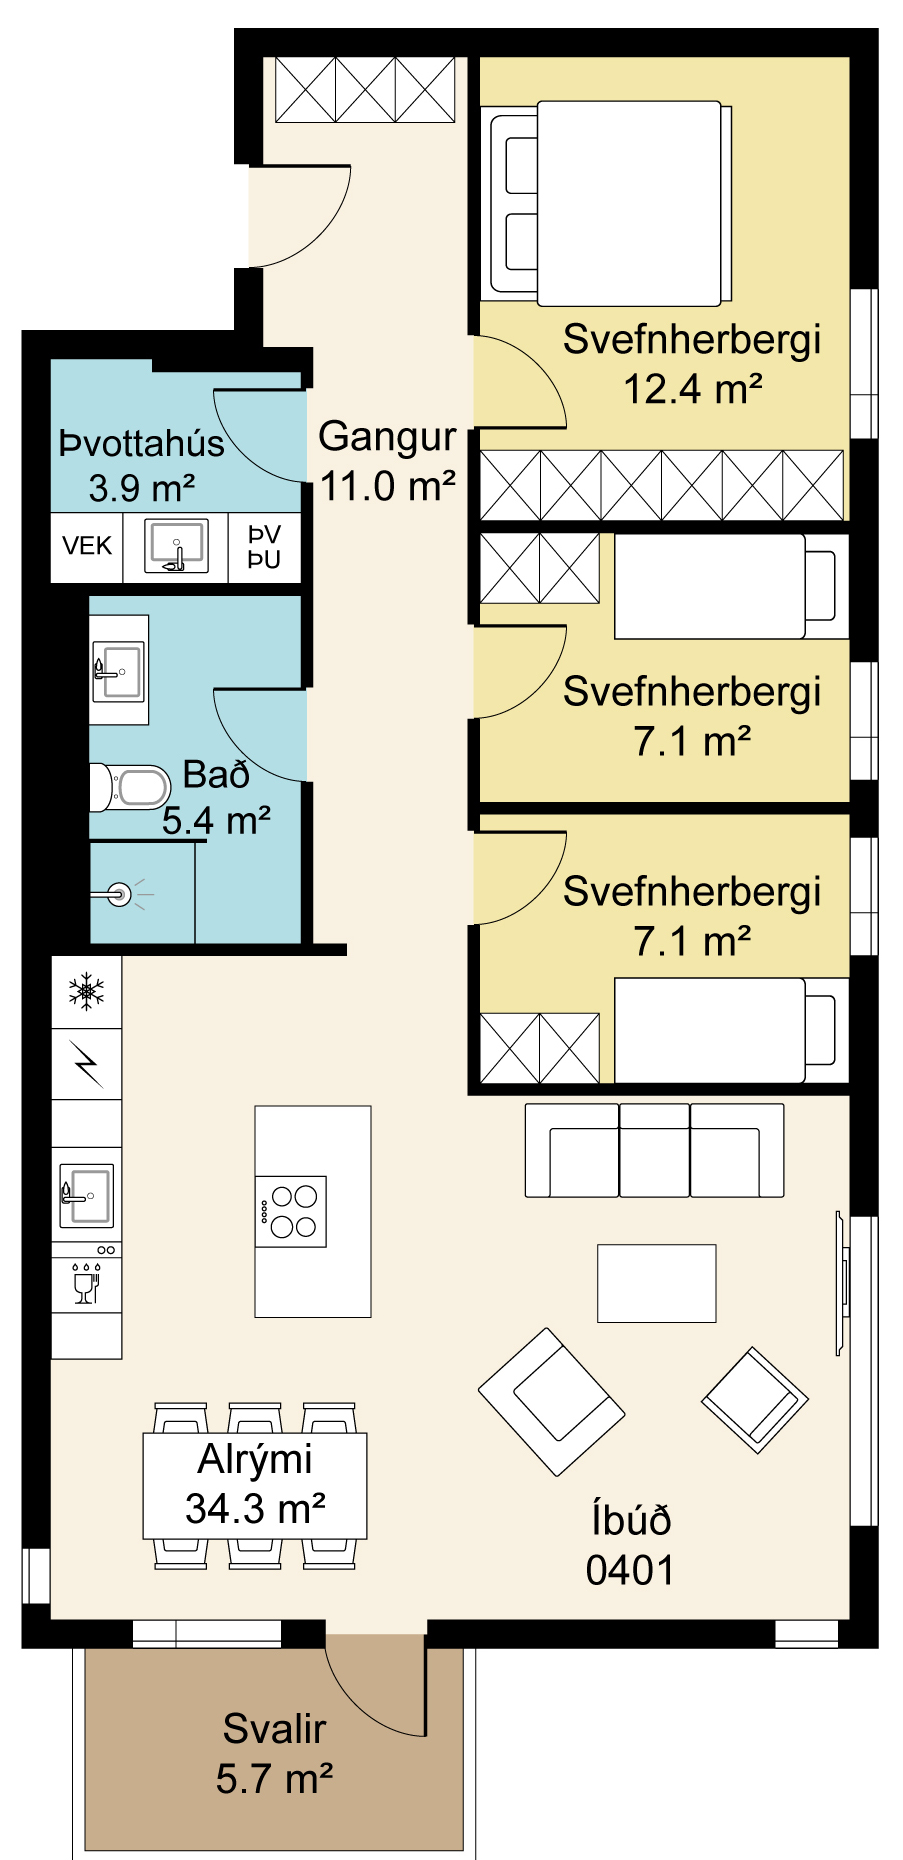 Svefnherbergi
12.4 m²
Þvottahús
3.9 m²
Gangur
11.0 m²
VEK
ÞV
ÞU
Svefnherbergi
7.1 m²
Bað
5.4 m²
Svefnherbergi
7.1 m²
Alrými
34.3 m²
Íbúð
0401
Svalir
5.7 m²